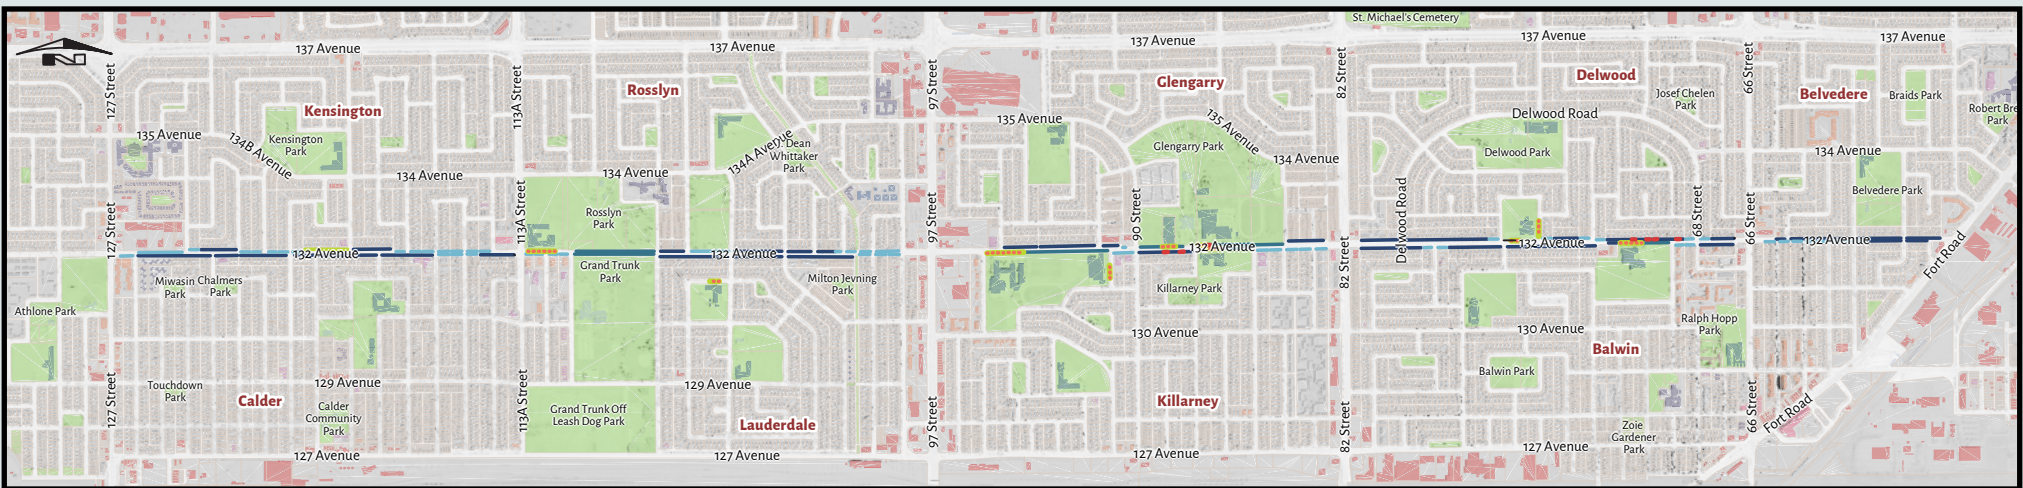 St. Michael's Cemetery
137 Avenue
137 Avenue
137 Avenue
137 Avenue
137 Avenue
127 Street
113A Street
97 Street
82 Street
66 Street
Kensington
Rosslyn
Glengarry
Delwood
Belvedere
Josef Chelen
Park
Braids Park
Robert Bre
Park
135 Avenue
134B Avenue
Kensington
Park
134 Avenue
134 Avenue
134A Avenue
Dean
Whittaker
Park
135 Avenue
135 Avenue
Glengarry Park
134 Avenue
Delwood Road
Delwood Park
134 Avenue
Belvedere Park
127 Street
113A Street
Rosslyn
Park
97 Street
90 Street
Delwood Road
68 Street
66 Street
132 Avenue
132 Avenue
132 Avenue
132 Avenue
132 Avenue
Fort Road
82 Street
Miwasin
Park
Chalmers
Park
Grand Trunk
Park
Milton Jevning
Park
Killarney Park
Athlone Park
130 Avenue
130 Avenue
Ralph Hopp
Park
Balwin
Balwin Park
127 Street
Touchdown
Park
129 Avenue
113A Street
129 Avenue
Calder
Calder
Community
Park
Grand Trunk Off
Leash Dog Park
Lauderdale
97 Street
Killarney
82 Street
66 Street
Fort Road
Zoie
Gardener
Park
127 Avenue
127 Avenue
127 Avenue
127 Avenue